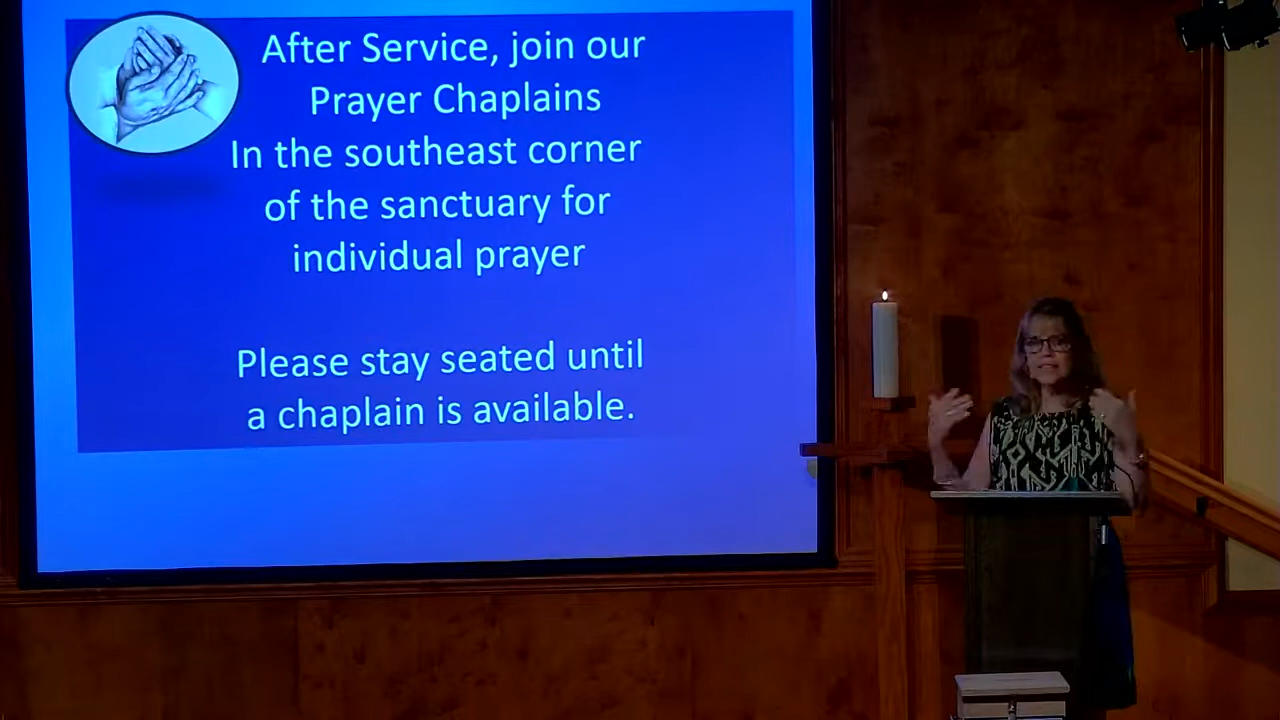 After Service, join our
Prayer Chaplains
In the southeast corner
of the sanctuary for
individual prayer
Please stay seated until
a chaplain is available.